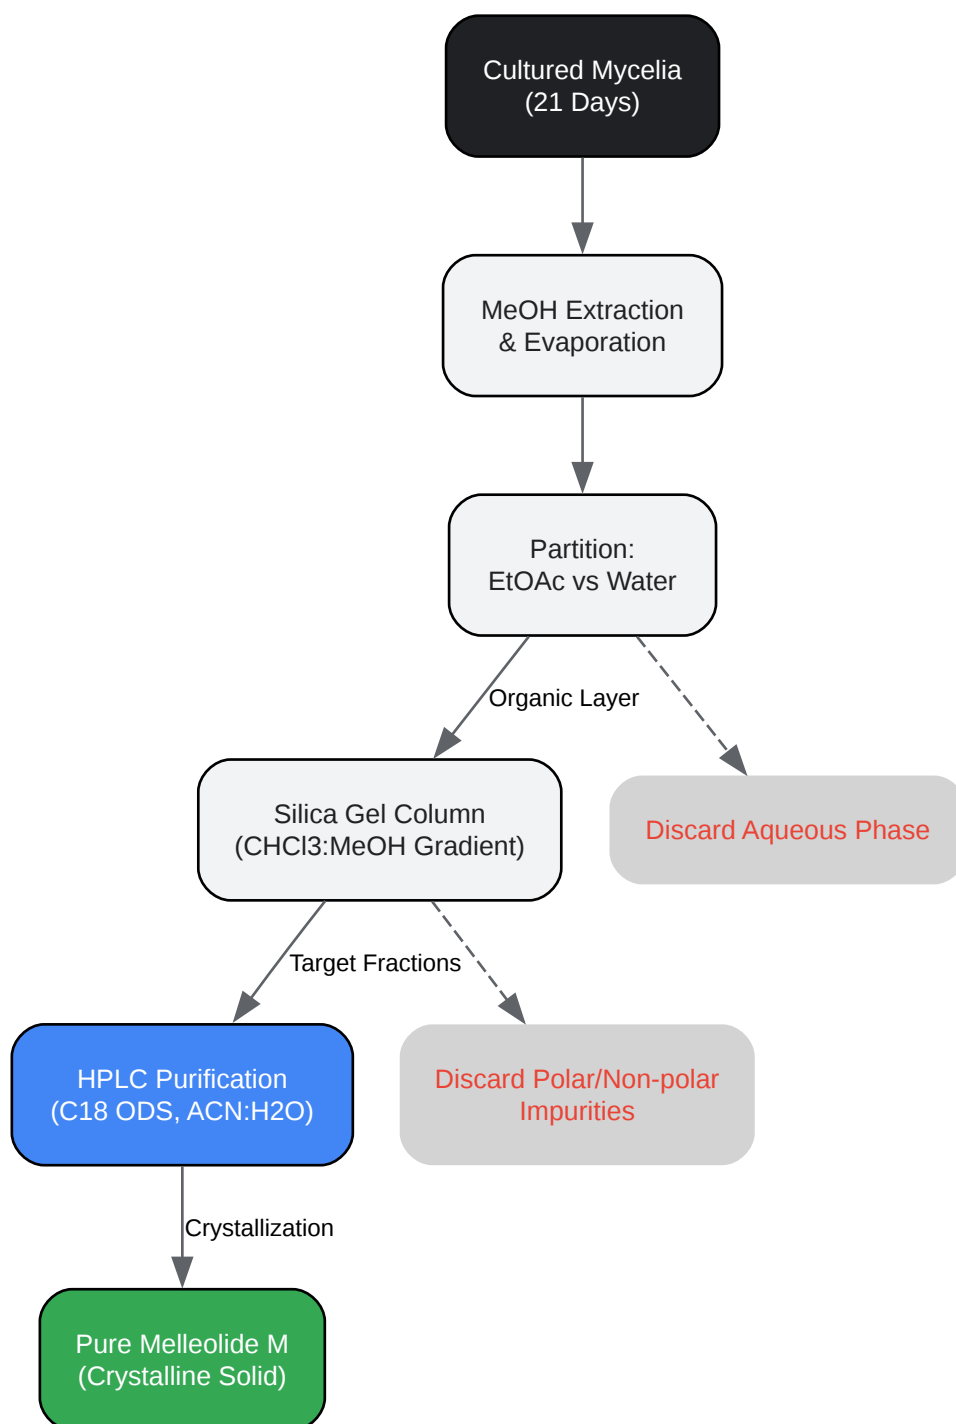 Cultured Mycelia
(21 Days)
MeOH Extraction
& Evaporation
Partition:
EtOAc vs Water
Organic Layer
Silica Gel Column
(CHCl3:MeOH Gradient)
Discard Aqueous Phase
Target Fractions
HPLC Purification
(C18 ODS, ACN:H2O)
Discard Polar/Non-polar
Impurities
Crystallization
Pure Melleolide M
(Crystalline Solid)